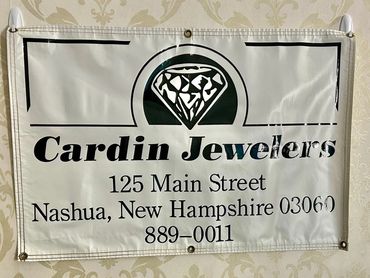 Cardin Jewelers
125 Main Street
Nashua, New Hampshire 03060
889-0011